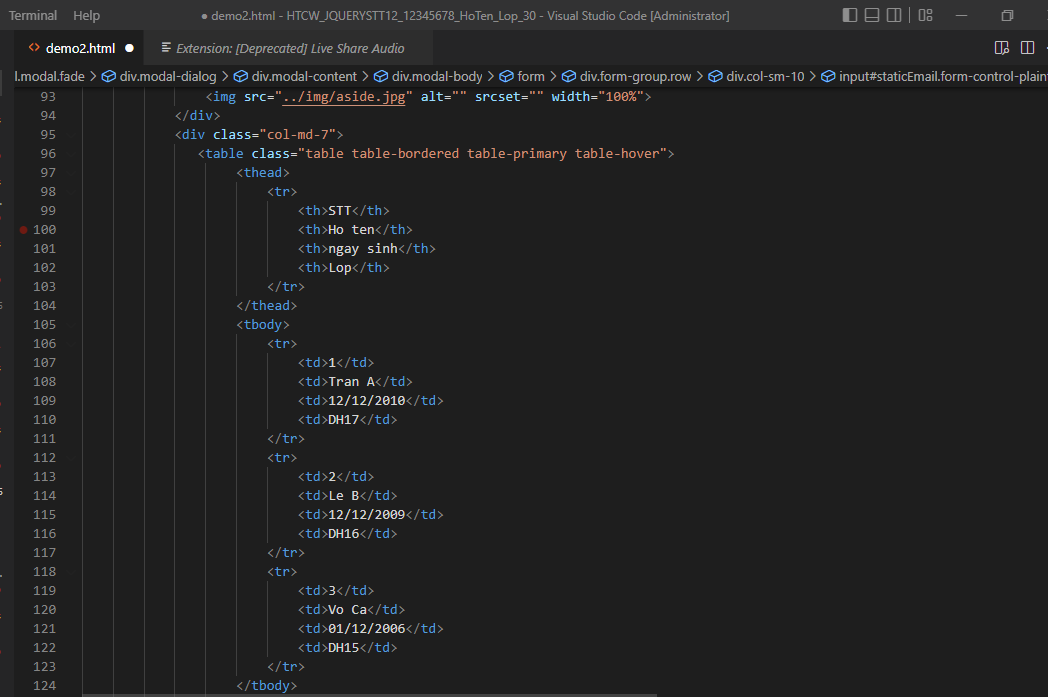 Terminal Help ● demo2.html - HTCW_JQUERYSTT12_12345678_HoTen_Lop_30 - Visual Studio Code [Administrator]
<> demo2.html ● Extension: [Deprecated] Live Share Audio
l.modal.fade > div.modal-dialog > div.modal-content > div.modal-body > form > div.form-group.row > div.col-sm-10 > input#staticEmail.form-control-plain
93 <img src="../img/aside.jpg" alt="" srcset="" width="100%">
94 </div>
95 <div class="col-md-7">
96 <table class="table table-bordered table-primary table-hover">
97 <thead>
98 <tr>
99 <th>STT</th>
100 <th>Ho ten</th>
101 <th>ngay sinh</th>
102 <th>Lop</th>
103 </tr>
104 </thead>
105 <tbody>
106 <tr>
107 <td>1</td>
108 <td>Tran A</td>
109 <td>12/12/2010</td>
110 <td>DH17</td>
111 </tr>
112 <tr>
113 <td>2</td>
114 <td>Le B</td>
115 <td>12/12/2009</td>
116 <td>DH16</td>
117 </tr>
118 <tr>
119 <td>3</td>
120 <td>Vo Ca</td>
121 <td>01/12/2006</td>
122 <td>DH15</td>
123 </tr>
124 </tbody>